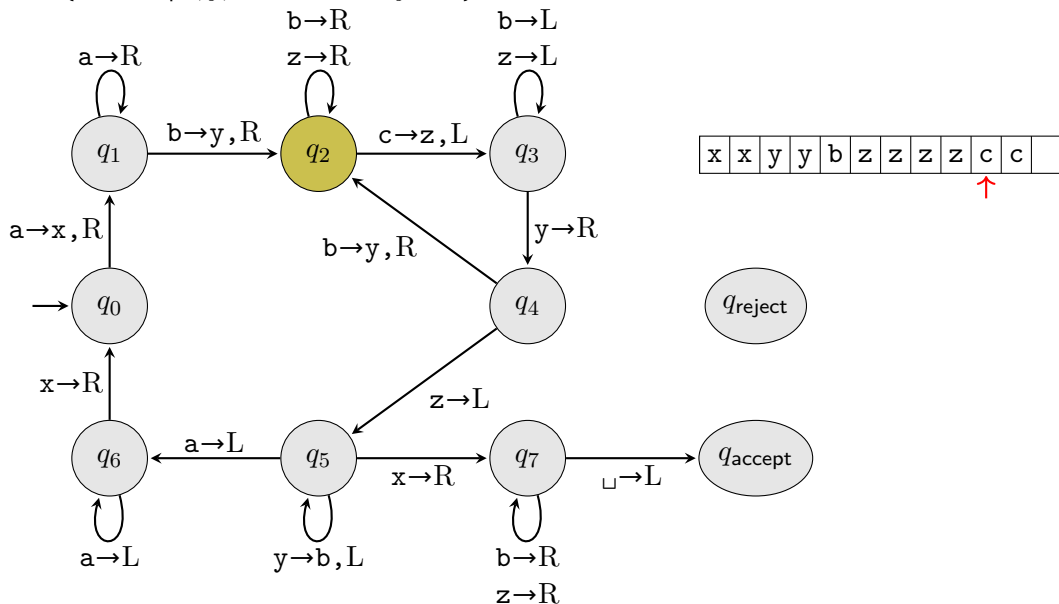 b→R
b→L
a→R
z→R
z→L
q1
b→y,R
q2
c→z,L
q3
x x y y b z z z z c c
↑
a→x,R
b→y,R
y→R
q0
q4
qreject
x→R
z→L
q6
a→L
q5
x→R
q7
␣→L
qaccept
a→L
y→b,L
b→R
z→R